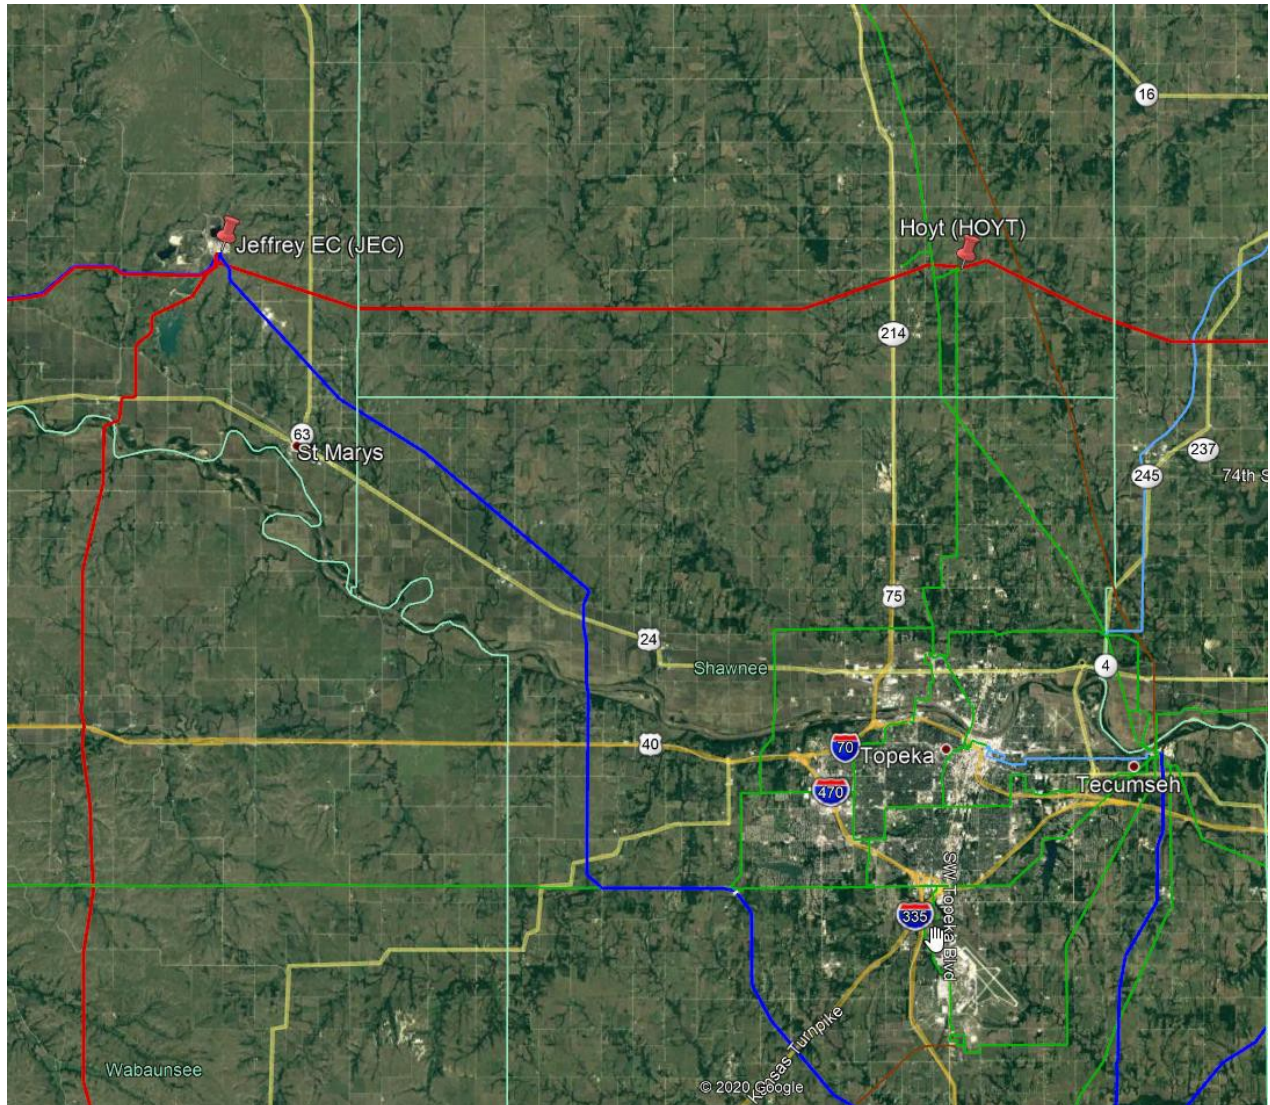 16
Jeffrey EC (JEC)
Hoyt (HOYT)
214
63
St Marys
237
245
74th S
75
24
Shawnee
4
40
70
Topeka
Tecumseh
470
335
SW Topeka Blvd
Kansas Turnpike
Wabaunsee
© 2020 Google